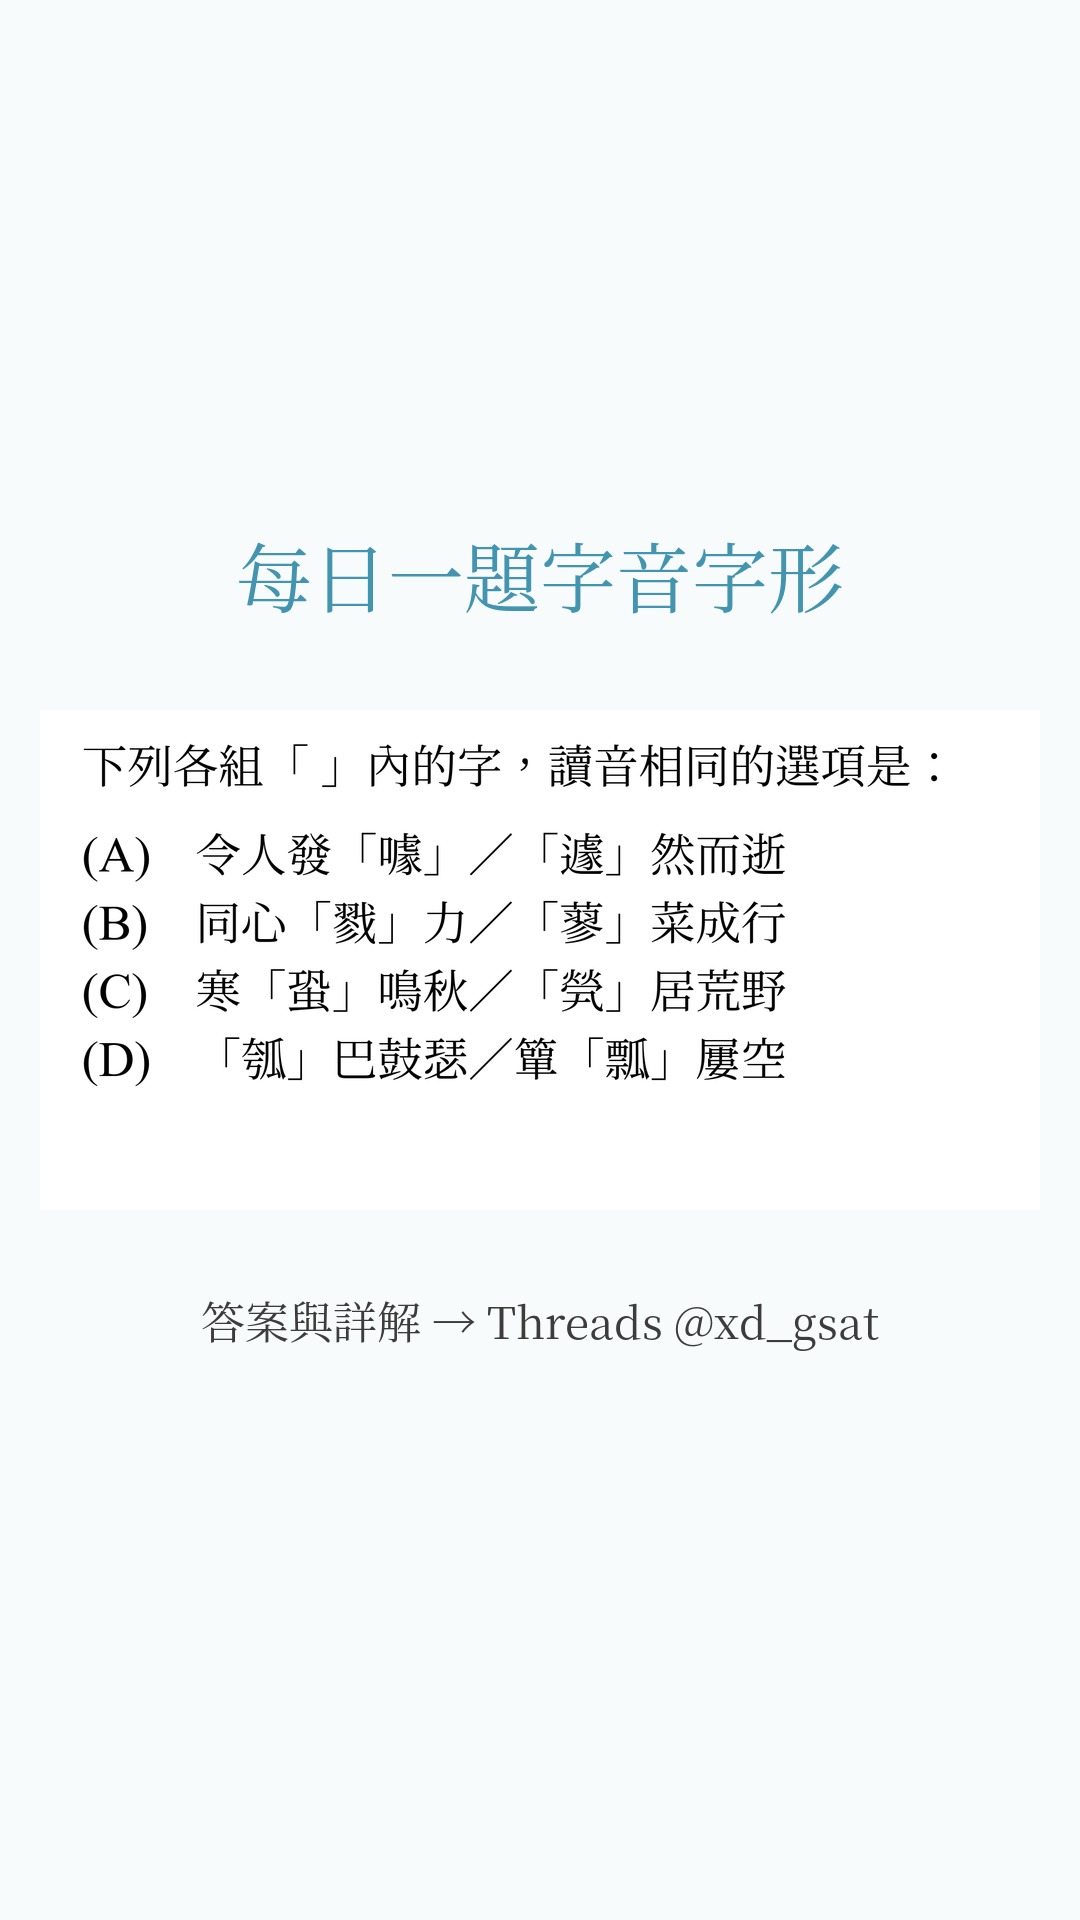 每日一題字音字形
下列各組「 」內的字，讀音相同的選項是：
(A) 令人發「噱」／「遽」然而逝
(B) 同心「戮」力／「蓼」菜成行
(C) 寒「蛩」鳴秋／「煢」居荒野
(D) 「瓠」巴鼓瑟／簞「瓢」屢空
答案與詳解 → Threads @xd_gsat